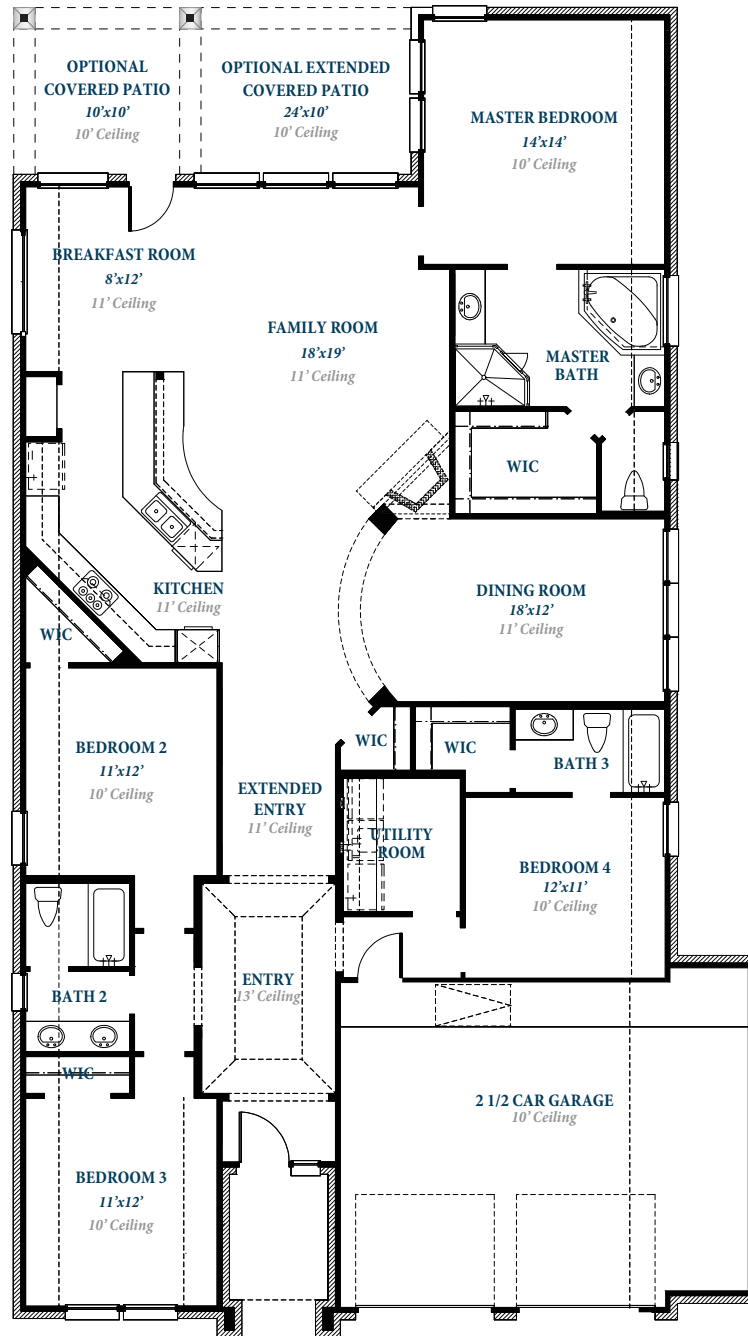 OPTIONAL
COVERED PATIO
10'x10'
10' Ceiling
OPTIONAL EXTENDED
COVERED PATIO
24'x10'
10' Ceiling
MASTER BEDROOM
14'x14'
10' Ceiling
BREAKFAST ROOM
8'x12'
11' Ceiling
FAMILY ROOM
18'x19'
11' Ceiling
MASTER
BATH
WIC
KITCHEN
11' Ceiling
DINING ROOM
18'x12'
11' Ceiling
WIC
BEDROOM 2
11'x12'
10' Ceiling
WIC
WIC
BATH 3
EXTENDED
ENTRY
11' Ceiling
UTILITY
ROOM
BEDROOM 4
12'x11'
10' Ceiling
BATH 2
ENTRY
13' Ceiling
WIC
2 1/2 CAR GARAGE
10' Ceiling
BEDROOM 3
11'x12'
10' Ceiling